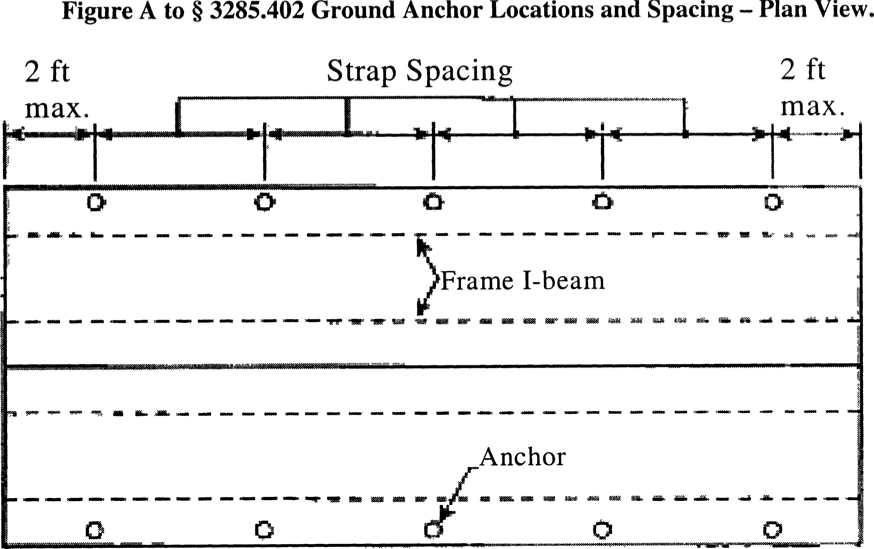 Figure A to § 3285.402 Ground Anchor Locations and Spacing – Plan View.
2 ft
max.
Strap Spacing
2 ft
max.
Frame I-beam
Anchor